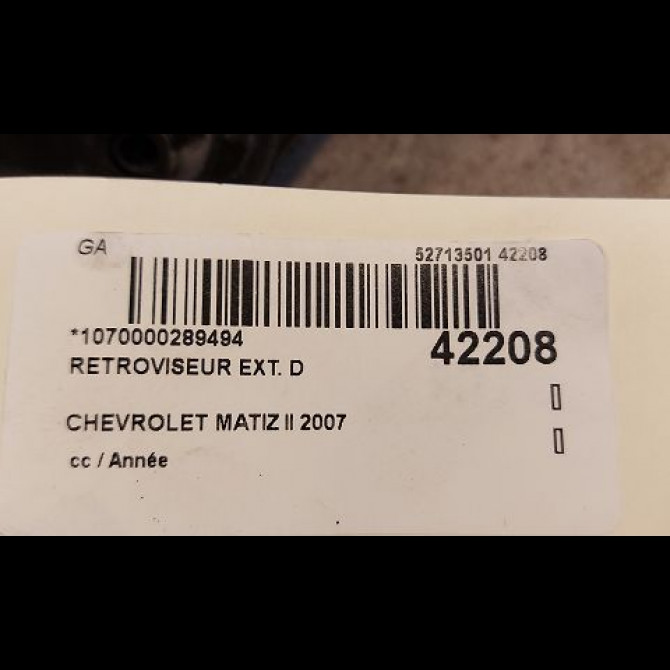 GA 52713501 42208
*1070000289494 42208
RETROVISEUR EXT. D
CHEVROLET MATIZ II 2007
cc / Année